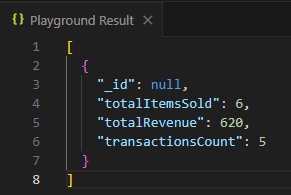 {} Playground Result ×
1 [
2 {
3 "_id": null,
4 "totalItemsSold": 6,
5 "totalRevenue": 620,
6 "transactionsCount": 5
7 }
8 ]